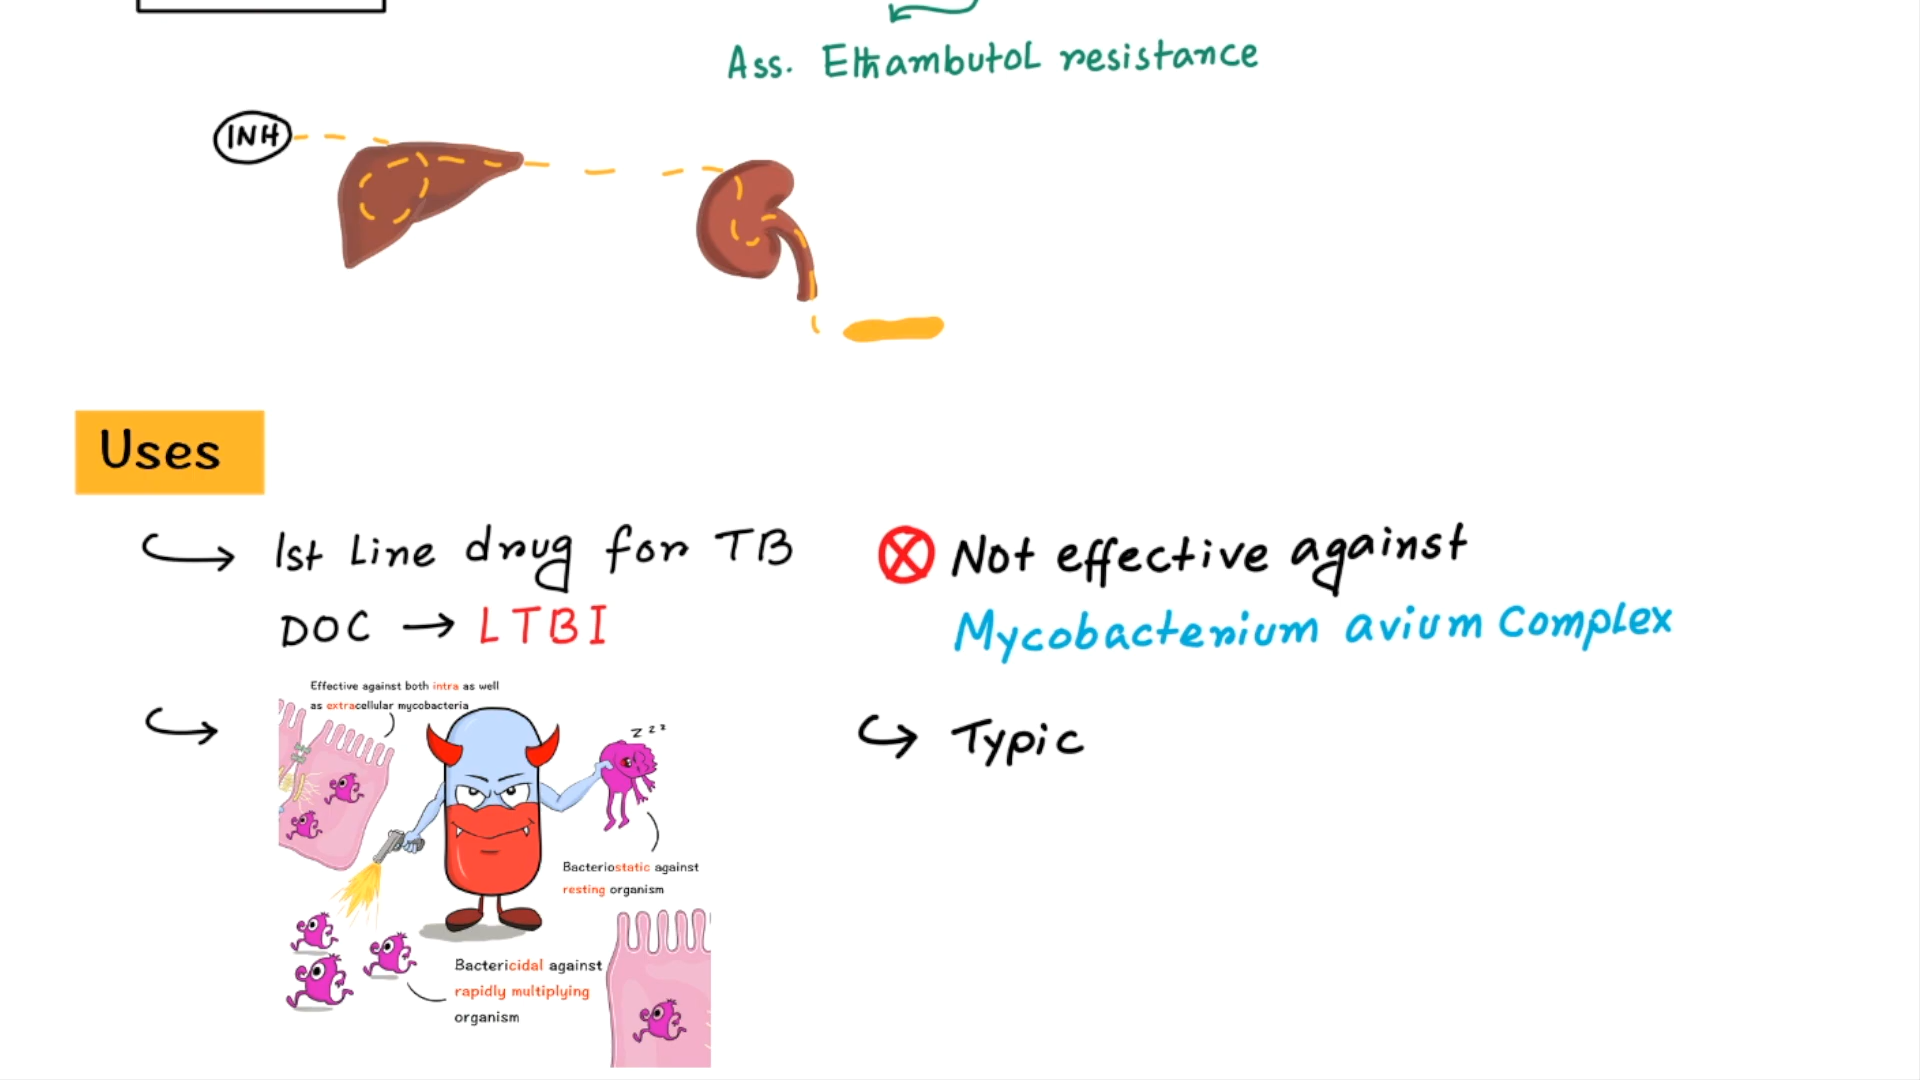 Ass. Ethambutol resistance
INH
Uses
1st Line drug for TB
DOC → LTBI
Not effective against
Mycobacterium avium Complex
Effective against both intra as well
as extracellular mycobacteria
z z z
Bacteriostatic against
resting organism
Bactericidal against
rapidly multiplying
organism
Typic